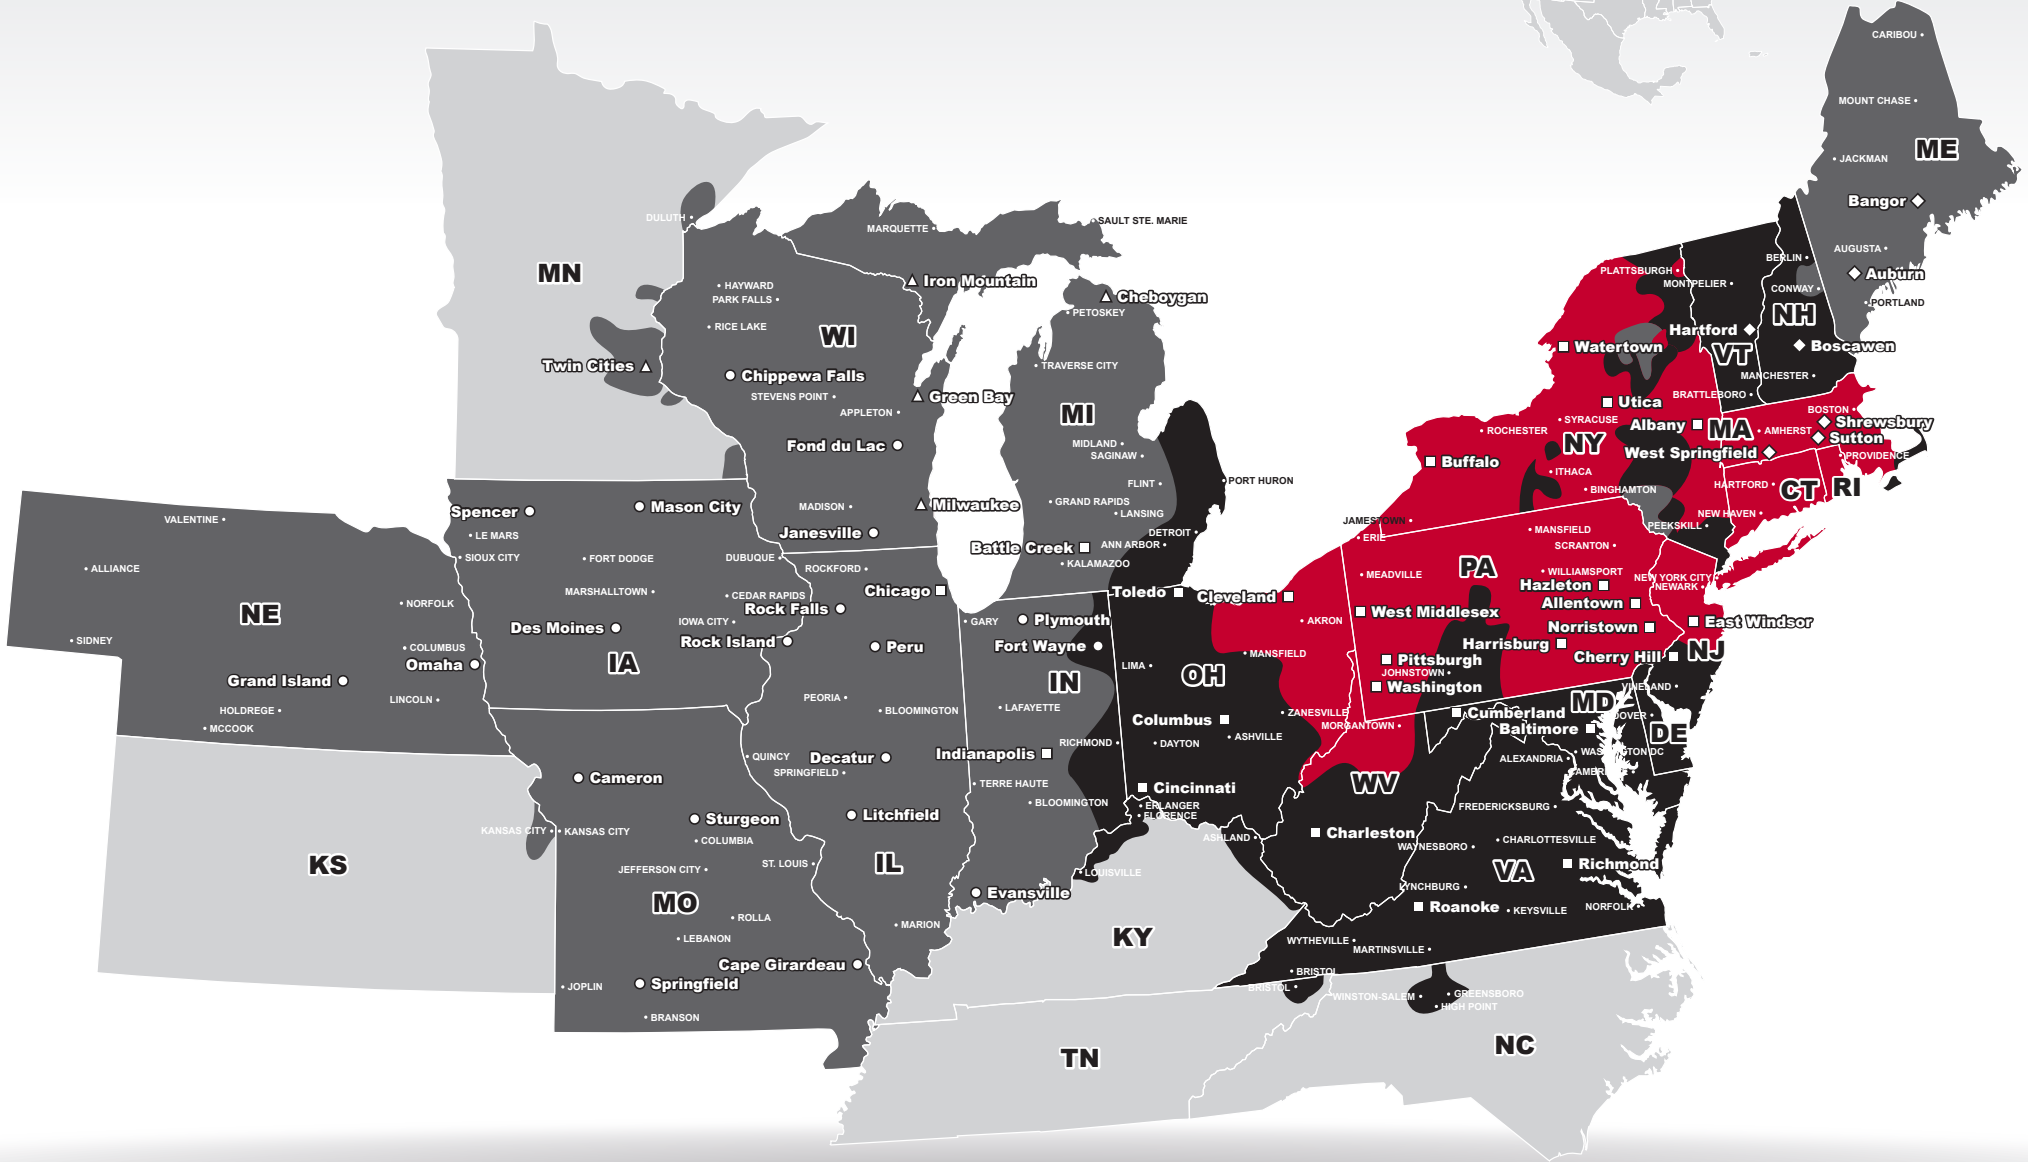 CARIBOU
MOUNT CHASE
ME
JACKMAN
Bangor
DULUTH
SAULT STE. MARIE
MARQUETTE
AUGUSTA
BERLIN
MN
PLATTSBURGH
Auburn
Iron Mountain
MONTPELIER
HAYWARD
CONWAY
Cheboygan
PARK FALLS
PORTLAND
PETOSKEY
NH
RICE LAKE
WI
Hartford
Watertown
Boscawen
VT
Twin Cities
TRAVERSE CITY
Chippewa Falls
MANCHESTER
STEVENS POINT
Green Bay
BRATTLEBORO
Utica
APPLETON
MI
BOSTON
SYRACUSE
Shrewsbury
Albany
MA
AMHERST
ROCHESTER
Sutton
Fond du Lac
MIDLAND
NY
West Springfield
SAGINAW
PROVIDENCE
Buffalo
ITHACA
PORT HURON
FLINT
HARTFORD
CT
RI
BINGHAMTON
GRAND RAPIDS
Milwaukee
Mason City
MADISON
Spencer
LANSING
NEW HAVEN
VALENTINE
JAMESTOWN
PEEKSKILL
MANSFIELD
Janesville
DETROIT
LE MARS
ERIE
SCRANTON
Battle Creek
ANN ARBOR
SIOUX CITY
FORT DODGE
DUBUQUE
KALAMAZOO
ALLIANCE
ROCKFORD
PA
MEADVILLE
WILLIAMSPORT
NEW YORK CITY
Hazleton
NEWARK
MARSHALLTOWN
Chicago
Toledo
Cleveland
CEDAR RAPIDS
Allentown
NORFOLK
Rock Falls
West Middlesex
NE
IOWA CITY
GARY
Plymouth
AKRON
East Windsor
Des Moines
Norristown
SIDNEY
Rock Island
Harrisburg
COLUMBUS
Peru
Fort Wayne
MANSFIELD
NJ
Cherry Hill
Omaha
IA
LIMA
Pittsburgh
OH
JOHNSTOWN
Grand Island
IN
Washington
VINELAND
PEORIA
LINCOLN
MD
HOLDREGE
BLOOMINGTON
LAFAYETTE
ZANESVILLE
Cumberland
DOVER
Columbus
MORGANTOWN
MCCOOK
Baltimore
DE
ASHVILLE
RICHMOND
DAYTON
WASHINGTON DC
Indianapolis
QUINCY
Decatur
ALEXANDRIA
SPRINGFIELD
Cameron
TERRE HAUTE
WV
Cincinnati
BLOOMINGTON
ERLANGER
FREDERICKSBURG
Litchfield
FLORENCE
Sturgeon
KANSAS CITY
KANSAS CITY
Charleston
ASHLAND
COLUMBIA
CHARLOTTESVILLE
WAYNESBORO
KS
IL
ST. LOUIS
Richmond
JEFFERSON CITY
LOUISVILLE
VA
LYNCHBURG
Evansville
MO
Roanoke
KEYSVILLE
NORFOLK
ROLLA
MARION
LEBANON
KY
WYTHEVILLE
MARTINSVILLE
Cape Girardeau
BRISTOL
Springfield
JOPLIN
BRISTOL
WINSTON-SALEM
GREENSBORO
HIGH POINT
BRANSON
NC
TN